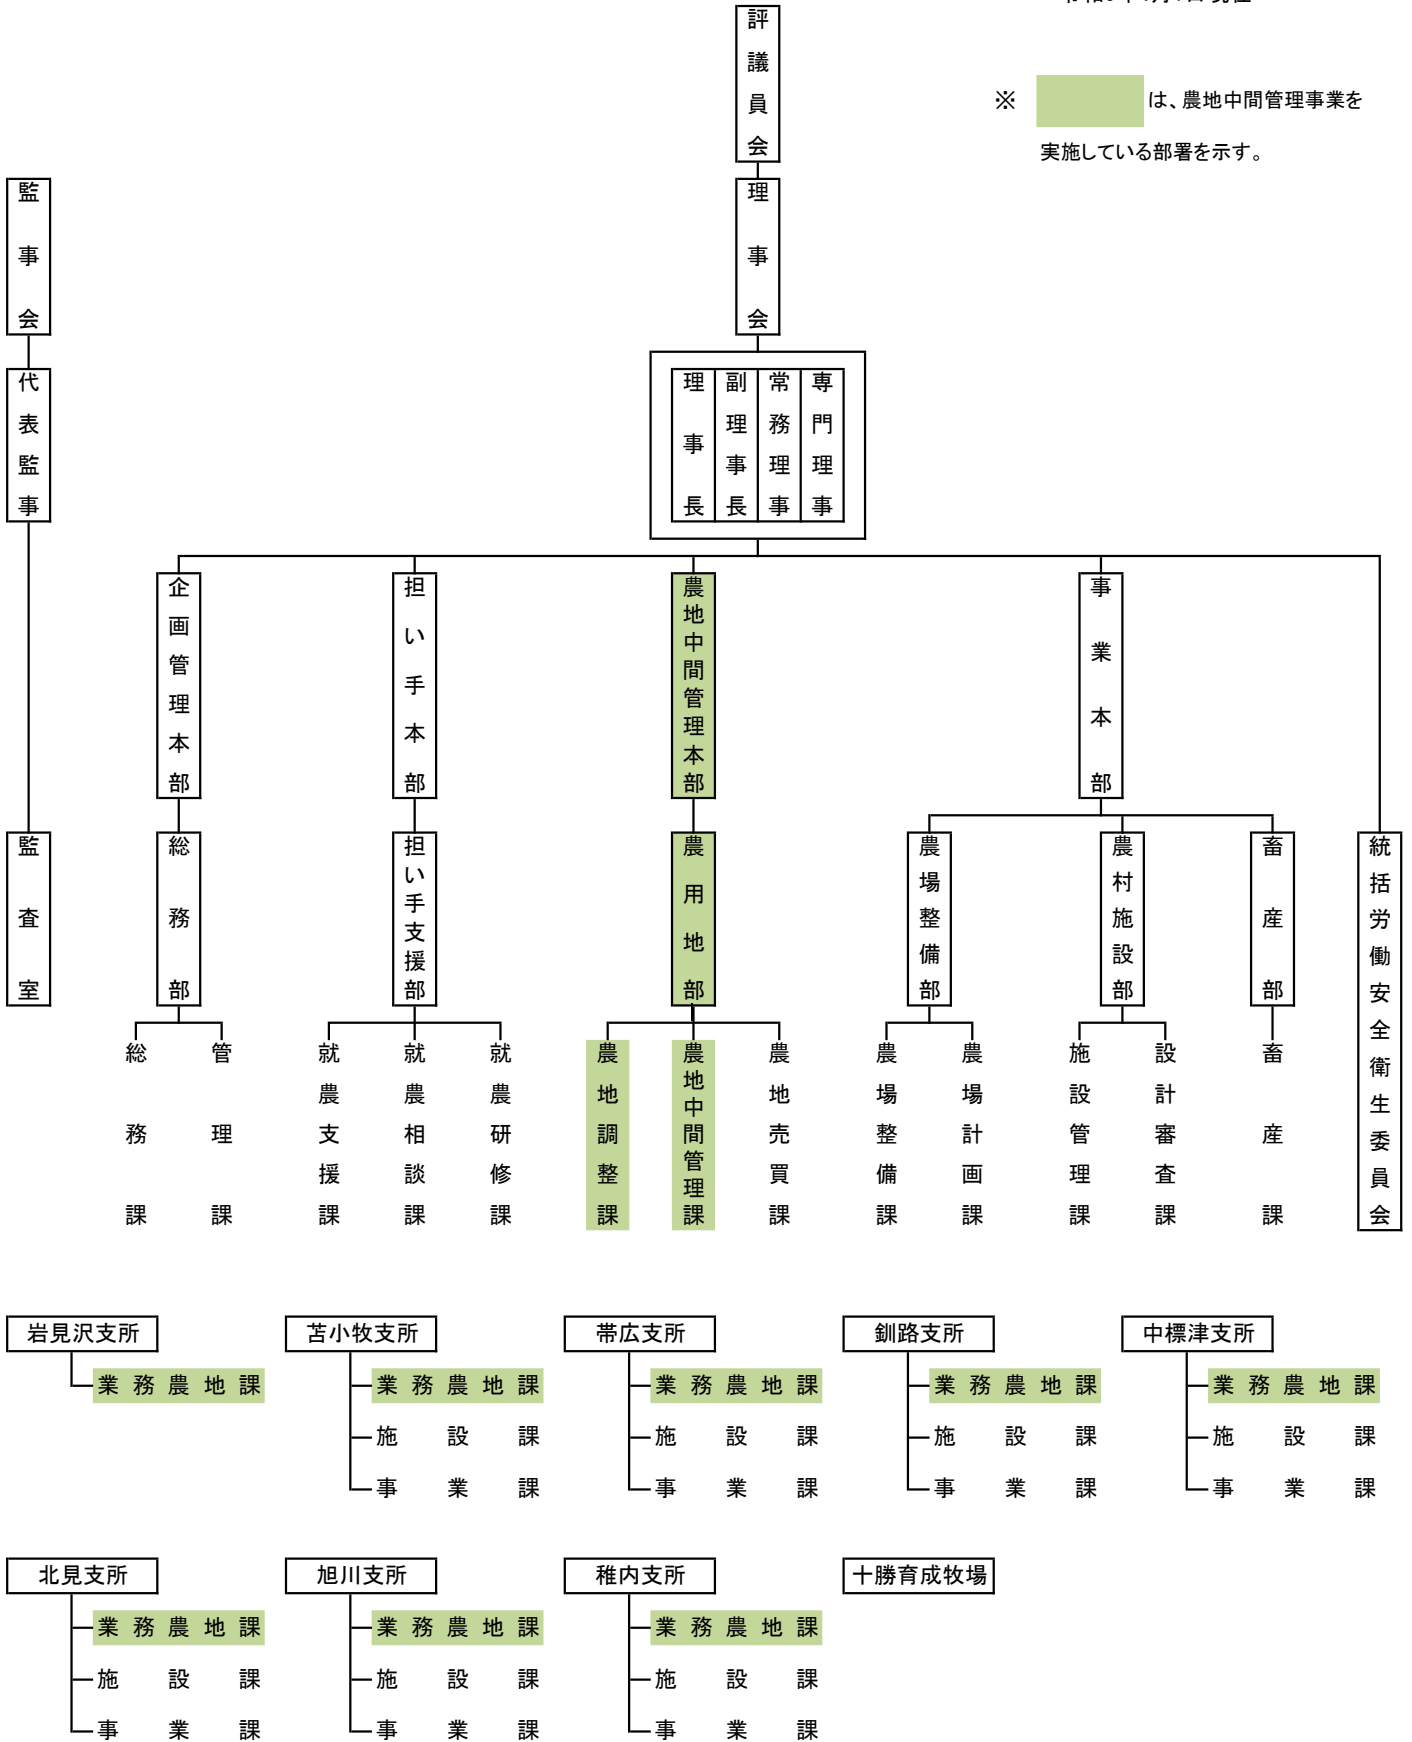 評議員会
※ は、農地中間管理事業を
実施している部署を示す。
監事会
理事会
代表監事
理事長
副理事長
常務理事
専門理事
企画管理本部
担い手本部
農地中間管理本部
事業本部
監査室
総務部
担い手支援部
農用地部
農場整備部
農村施設部
畜産部
統括労働安全衛生委員会
総務課
管理課
就農支援課
就農相談課
就農研修課
農地調整課
農地中間管理課
農地売買課
農場整備課
農場計画課
施設管理課
設計審査課
畜産課
岩見沢支所
業務農地課
苫小牧支所
業務農地課
施設課
事業課
帯広支所
業務農地課
施設課
事業課
釧路支所
業務農地課
施設課
事業課
中標津支所
業務農地課
施設課
事業課
北見支所
業務農地課
施設課
事業課
旭川支所
業務農地課
施設課
事業課
稚内支所
業務農地課
施設課
事業課
十勝育成牧場